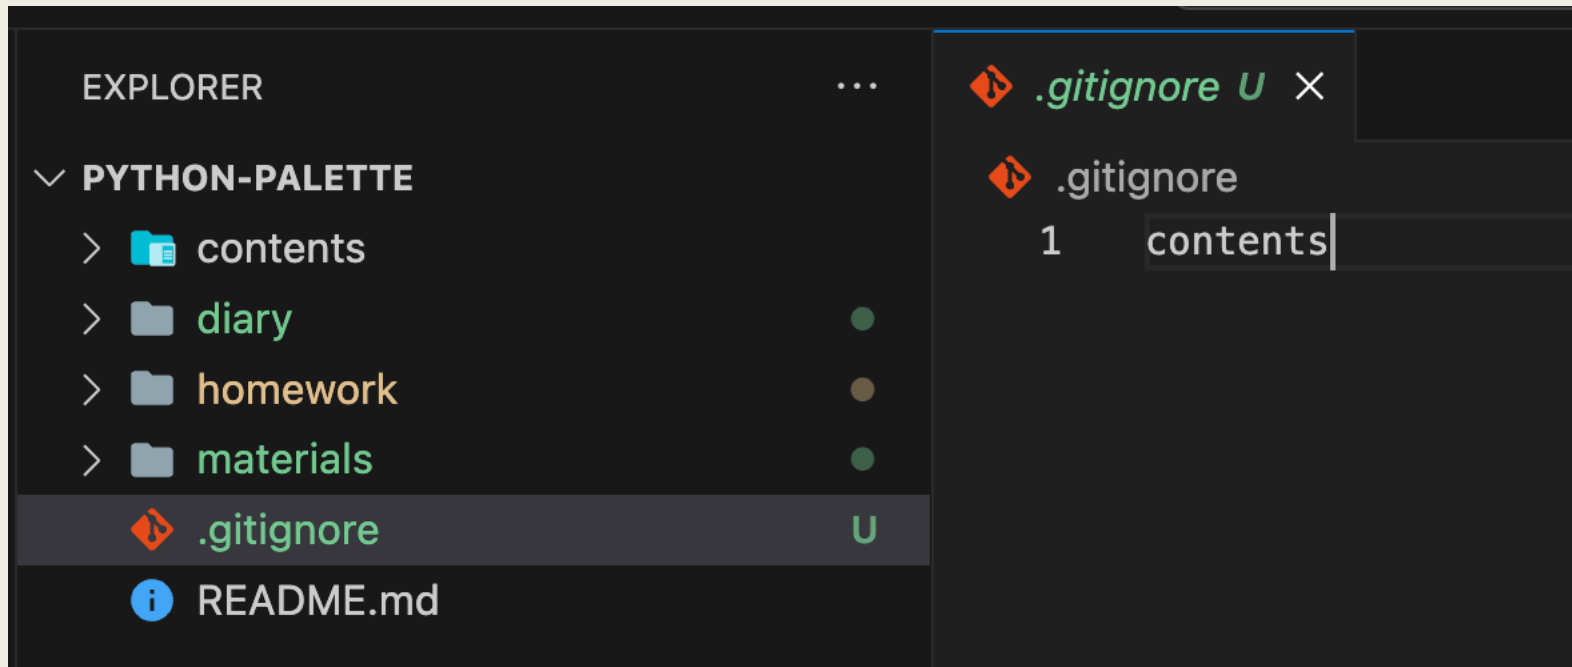 EXPLORER
PYTHON-PALETTE
contents
diary
homework
materials
.gitignore U
README.md
.gitignore U
.gitignore
1 contents